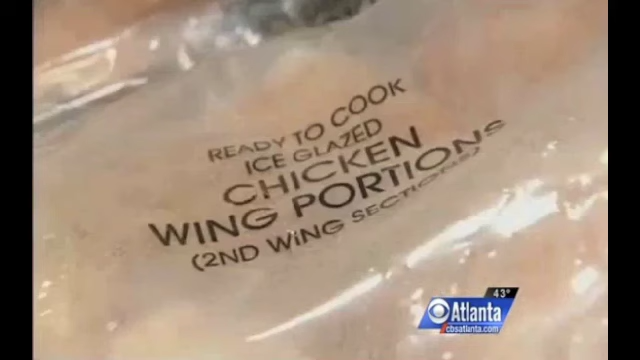 READY TO COOK
ICE GLAZED
CHICKEN
WING PORTIONS
(2ND WING SECTIONS)
43°
Atlanta
cbsatlanta.com